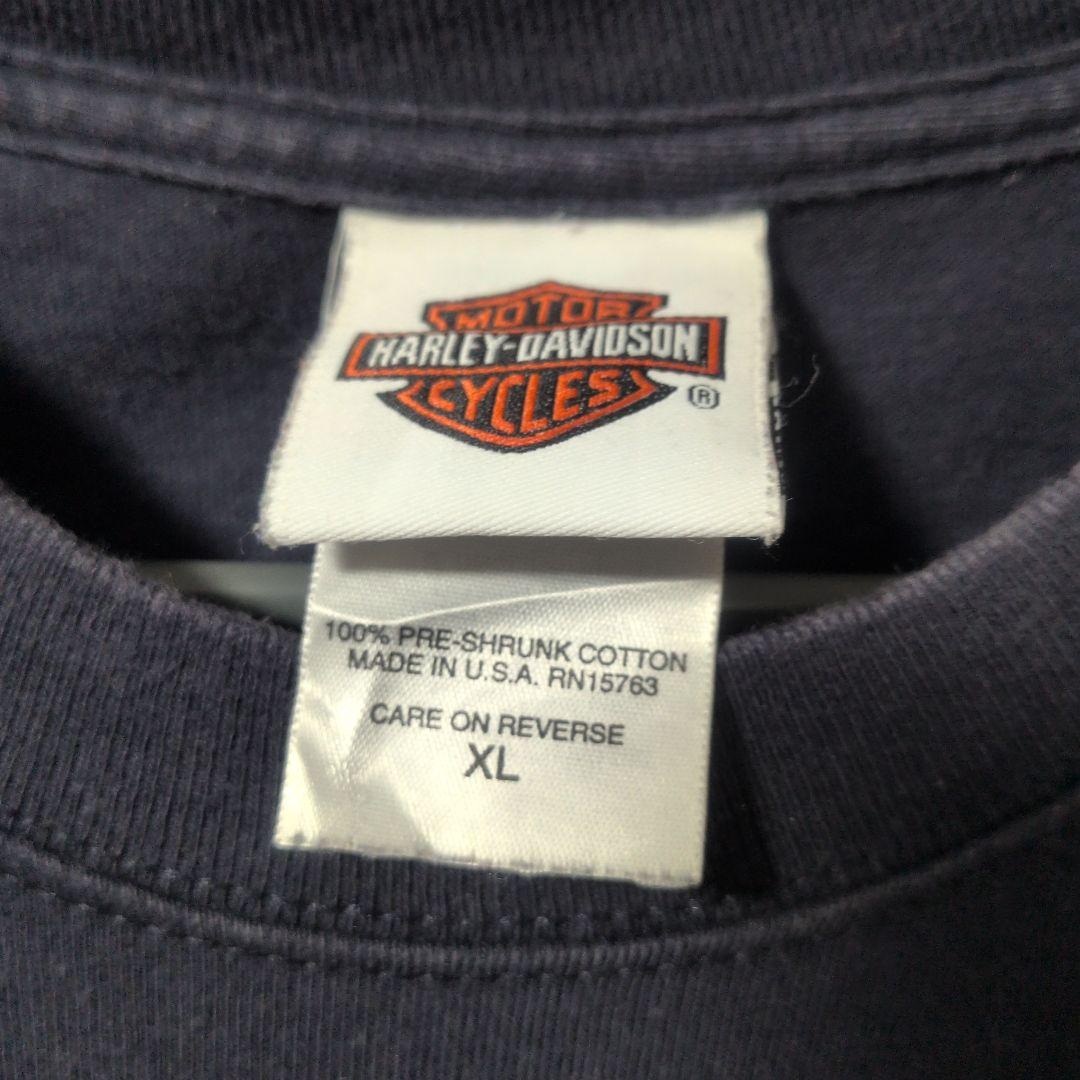 MOTOR
HARLEY-DAVIDSON
CYCLES
®
100% PRE-SHRUNK COTTON
MADE IN U.S.A. RN15763
CARE ON REVERSE
XL